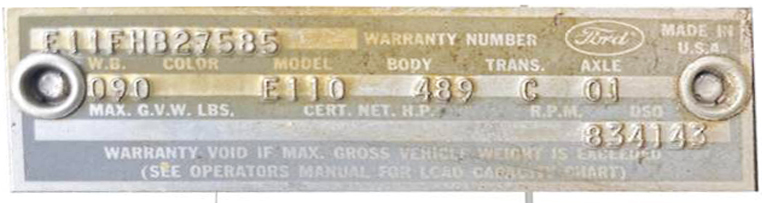 E11FHB27585 WARRANTY NUMBER Ford MADE IN U.S.A.
W.B. COLOR MODEL BODY TRANS. AXLE
090 E110 489 C 01
MAX. G.V.W. LBS. CERT. NET. H.P. R.P.M. DSO
834143
WARRANTY VOID IF MAX. GROSS VEHICLE WEIGHT IS EXCEEDED
(SEE OPERATORS MANUAL FOR LOAD CAPACITY CHART)